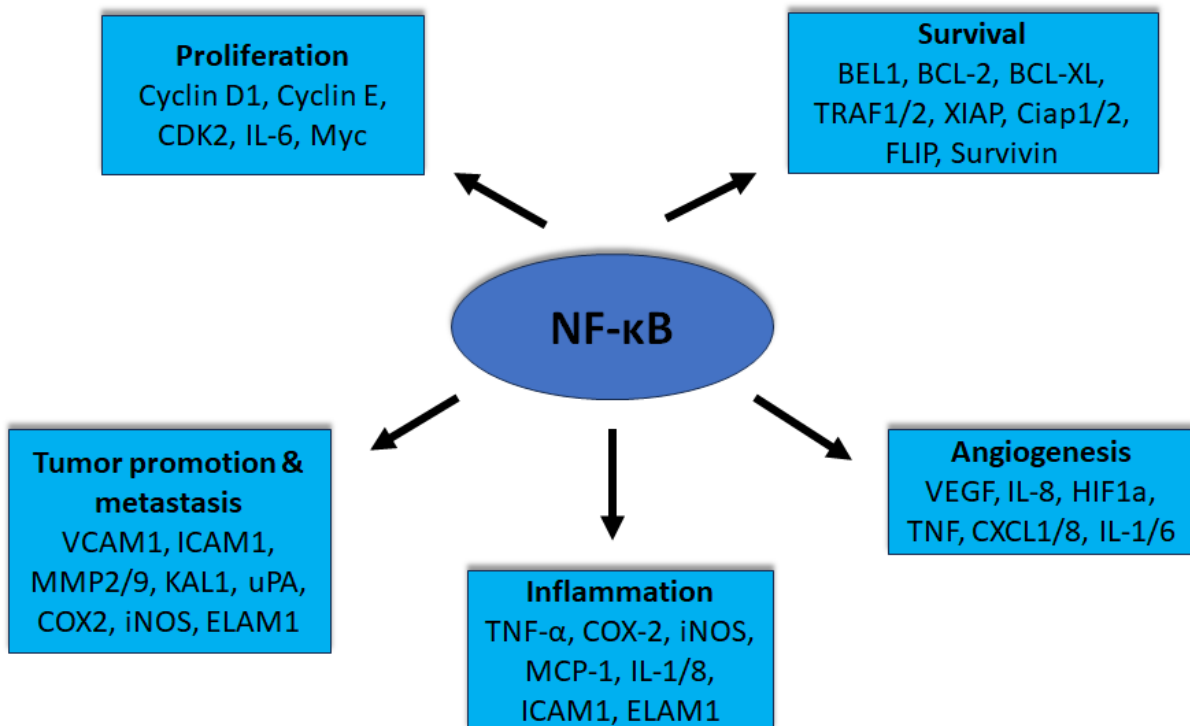 Proliferation
Cyclin D1, Cyclin E,
CDK2, IL-6, Myc
Survival
BEL1, BCL-2, BCL-XL,
TRAF1/2, XIAP, Ciap1/2,
FLIP, Survivin
NF-κB
Tumor promotion &
metastasis
VCAM1, ICAM1,
MMP2/9, KAL1, uPA,
COX2, iNOS, ELAM1
Inflammation
TNF-α, COX-2, iNOS,
MCP-1, IL-1/8,
ICAM1, ELAM1
Angiogenesis
VEGF, IL-8, HIF1a,
TNF, CXCL1/8, IL-1/6